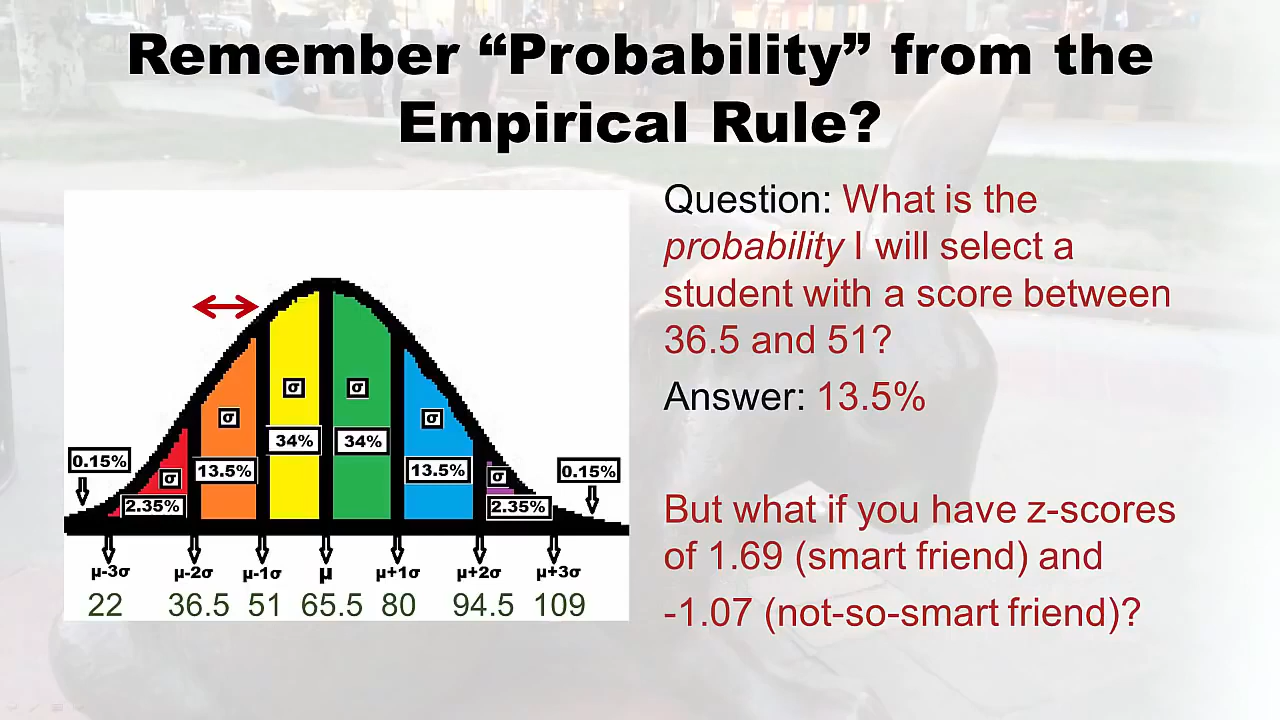 Remember “Probability” from the
Empirical Rule?
Question: What is the
probability I will select a
student with a score between
36.5 and 51?
Answer: 13.5%
But what if you have z-scores
of 1.69 (smart friend) and
-1.07 (not-so-smart friend)?
σ σ
σ σ
34% 34%
0.15% 13.5% 13.5% 0.15%
σ σ
2.35% 2.35%
μ-3σ μ-2σ μ-1σ μ μ+1σ μ+2σ μ+3σ
22 36.5 51 65.5 80 94.5 109